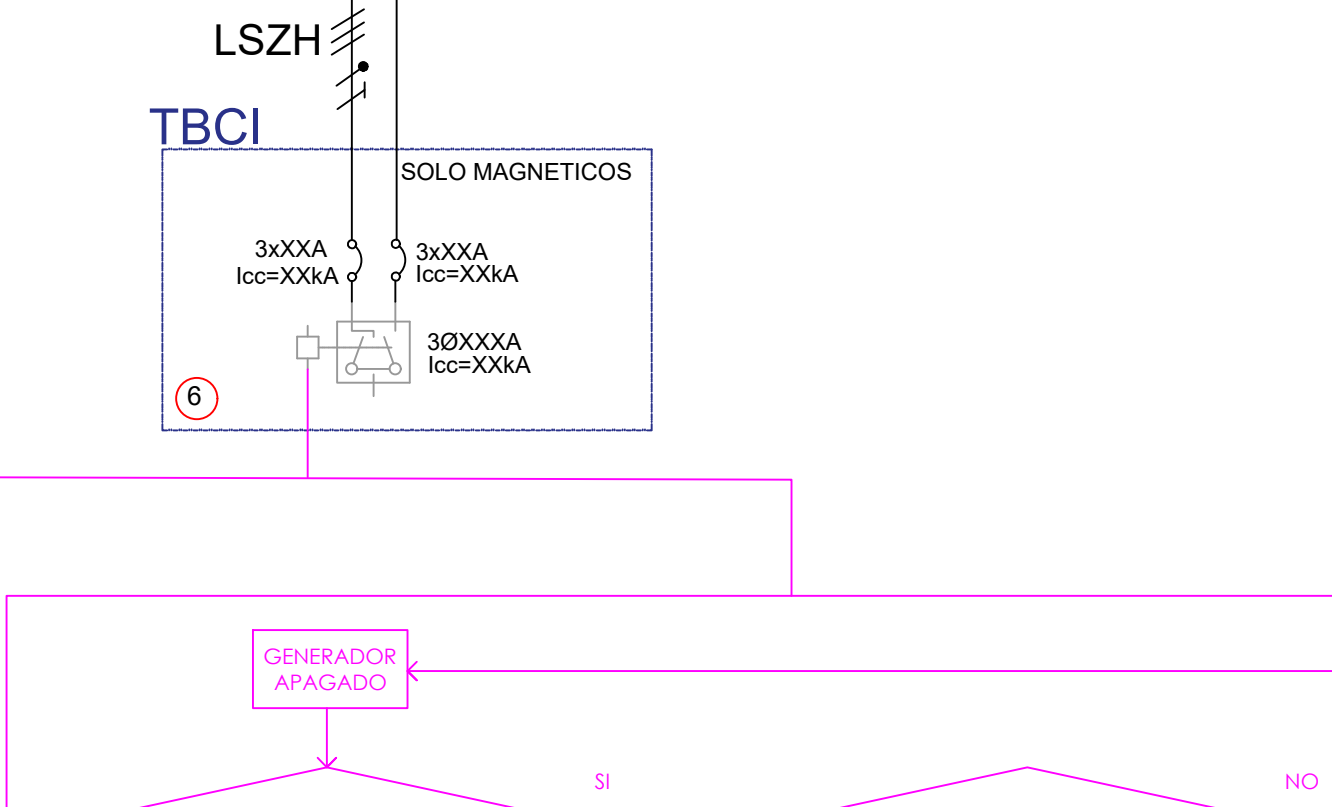 LSZH
TBCI
SOLO MAGNETICOS
3xXXA
Icc=XXkA
3xXXA
Icc=XXkA
3ØXXXA
Icc=XXkA
6
GENERADOR
APAGADO
SI
NO